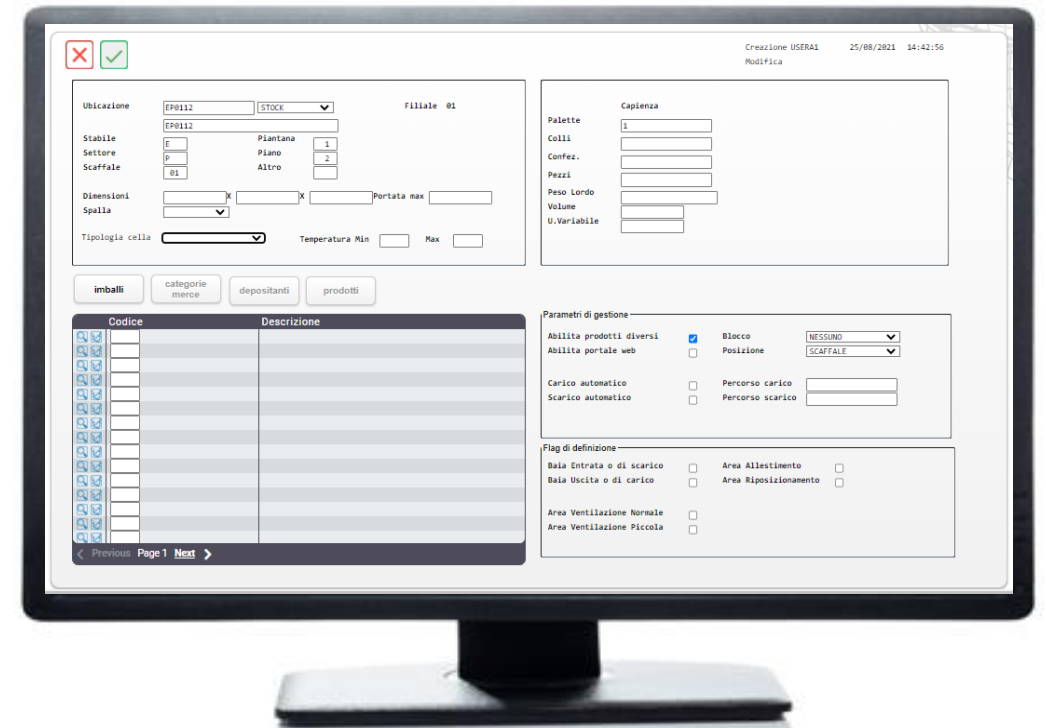 Creazione USERA1 25/08/2021 14:42:56
Modifica
Ubicazione EP0112 STOCK Filiale 01
EP0112
Stabile E Piantana 1
Settore P Piano 2
Scaffale 01 Altro
Dimensioni X X Portata max
Spalla
Tipologia cella Temperatura Min Max
Capienza
Palette 1
Colli
Confez.
Pezzi
Peso Lordo
Volume
U.Variabile
imballi
categorie merce
depositanti
prodotti
Codice Descrizione
Previous Page 1 Next
Parametri di gestione
Abilita prodotti diversi Blocco NESSUNO
Abilita portale web Posizione SCAFFALE
Carico automatico Percorso carico
Scarico automatico Percorso scarico
Flag di definizione
Baia Entrata o di scarico Area Allestimento
Baia Uscita o di carico Area Riposizionamento
Area Ventilazione Normale
Area Ventilazione Piccola